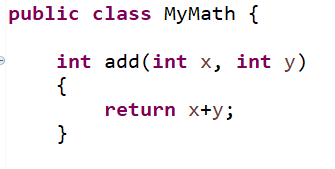 public class MyMath {
    int add(int x, int y)
    {
        return x+y;
    }